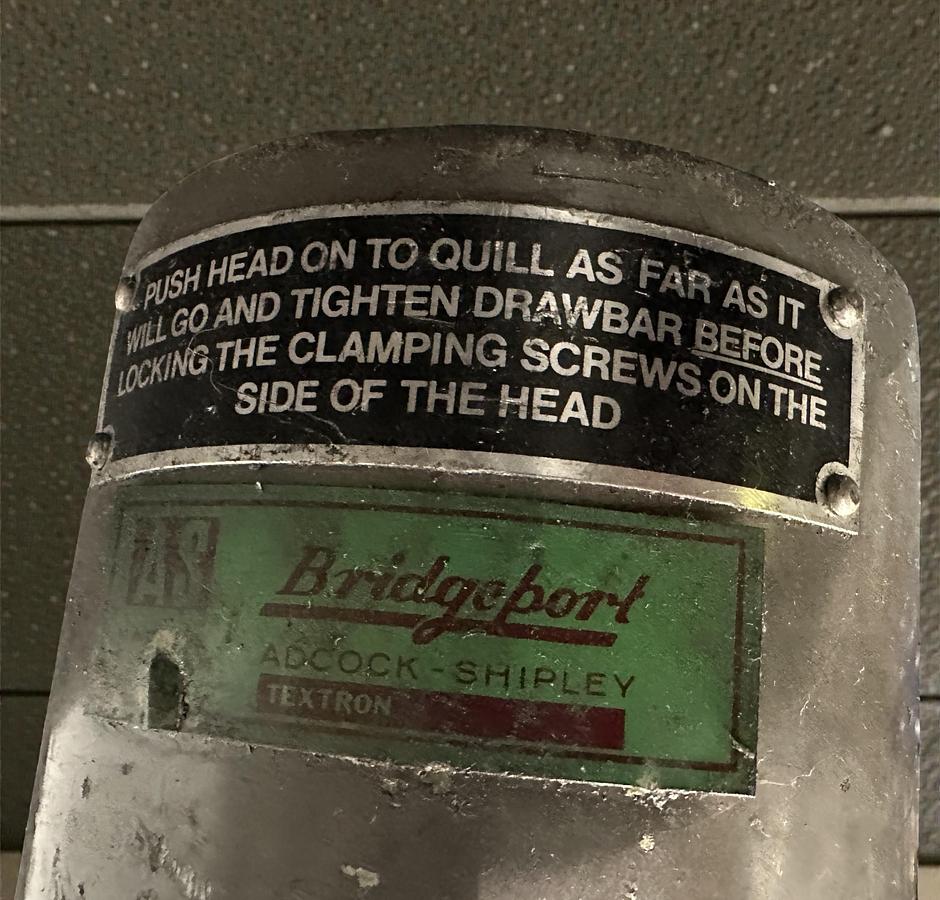 PUSH HEAD ON TO QUILL AS FAR AS IT
WILL GO AND TIGHTEN DRAWBAR BEFORE
LOCKING THE CLAMPING SCREWS ON THE
SIDE OF THE HEAD
AS
Bridgeport
ADCOCK-SHIPLEY
TEXTRON